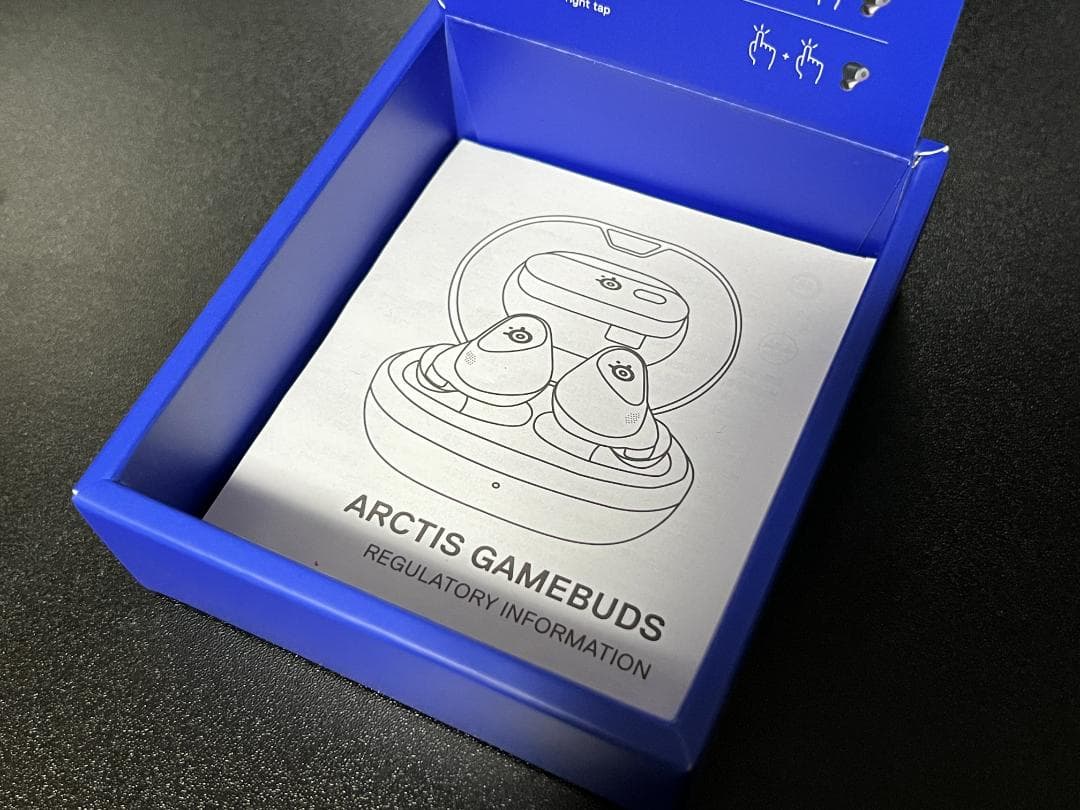 right tap
ARCTIS GAMEBUDS
REGULATORY INFORMATION